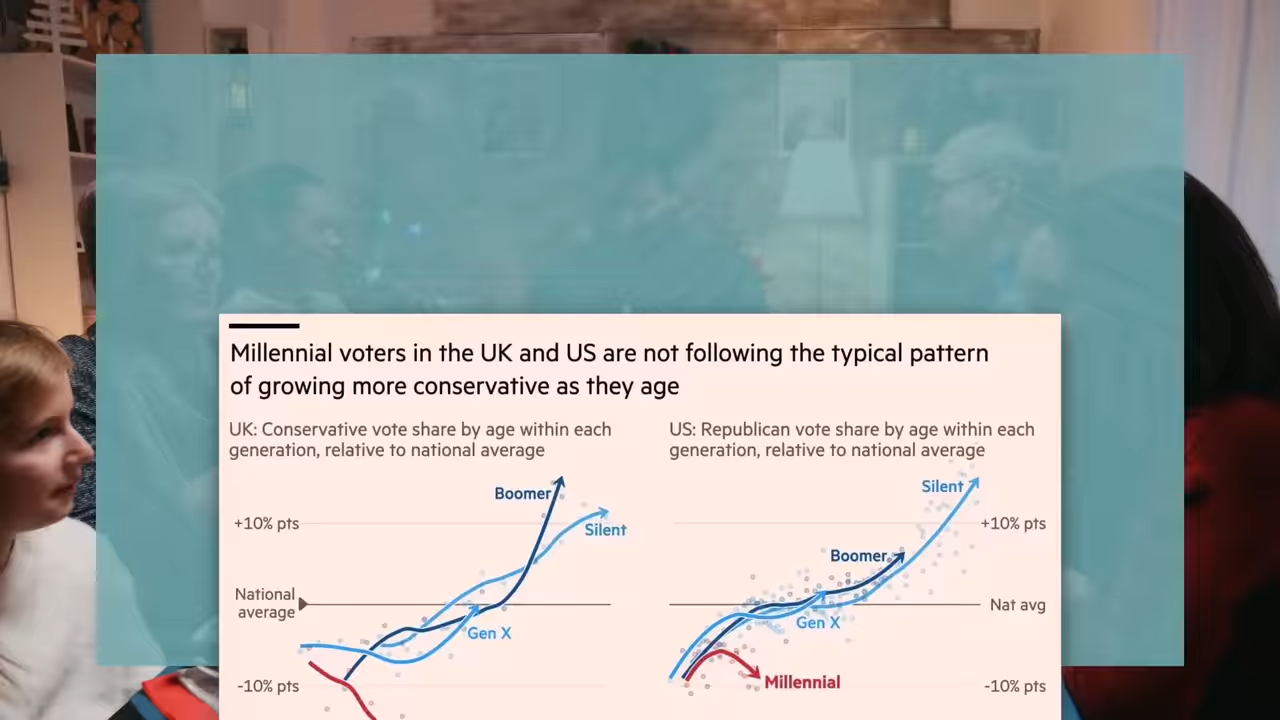 Millennial voters in the UK and US are not following the typical pattern
of growing more conservative as they age
UK: Conservative vote share by age within each
generation, relative to national average
Boomer
Silent
+10% pts
National
average
Gen X
-10% pts
US: Republican vote share by age within each
generation, relative to national average
Silent
+10% pts
Boomer
Nat avg
Gen X
Millennial
-10% pts